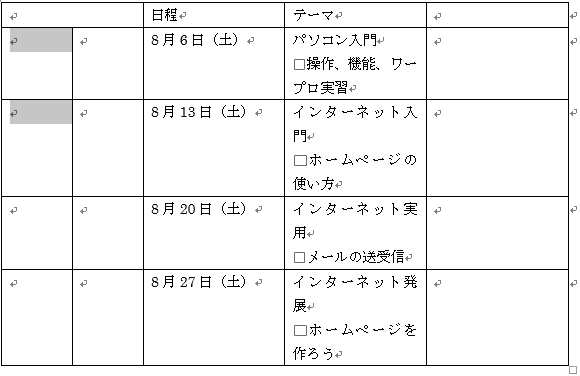 日程
テーマ
8月6日（土）
パソコン入門
□操作、機能、ワー
プロ実習
8月13日（土）
インターネット入
門
□ホームページの
使い方
8月20日（土）
インターネット実
用
□メールの送受信
8月27日（土）
インターネット発
展
□ホームページを
作ろう